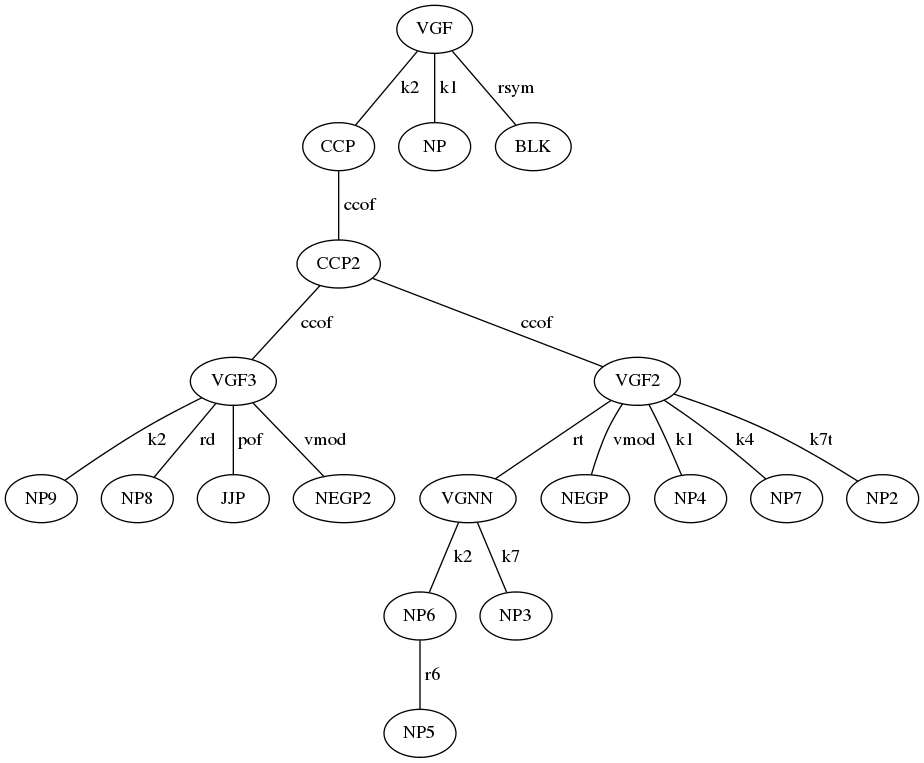 VGF
k2 k1 rsym
CCP NP BLK
ccof
CCP2
ccof ccof
VGF3 VGF2
k2 rd pof vmod rt vmod k1 k4 k7t
NP9 NP8 JJP NEGP2 VGNN NEGP NP4 NP7 NP2
k2 k7
NP6 NP3
r6
NP5